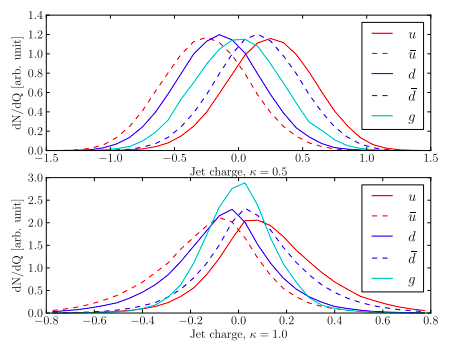 dN/dQ [arb. unit]
1.4
1.2
1.0
0.8
0.6
0.4
0.2
0.0
−1.5 −1.0 −0.5 0.0 0.5 1.0 1.5
Jet charge, κ = 0.5
u
ū
d
d̄
g
dN/dQ [arb. unit]
3.0
2.5
2.0
1.5
1.0
0.5
0.0
−0.8 −0.6 −0.4 −0.2 0.0 0.2 0.4 0.6 0.8
Jet charge, κ = 1.0
u
ū
d
d̄
g